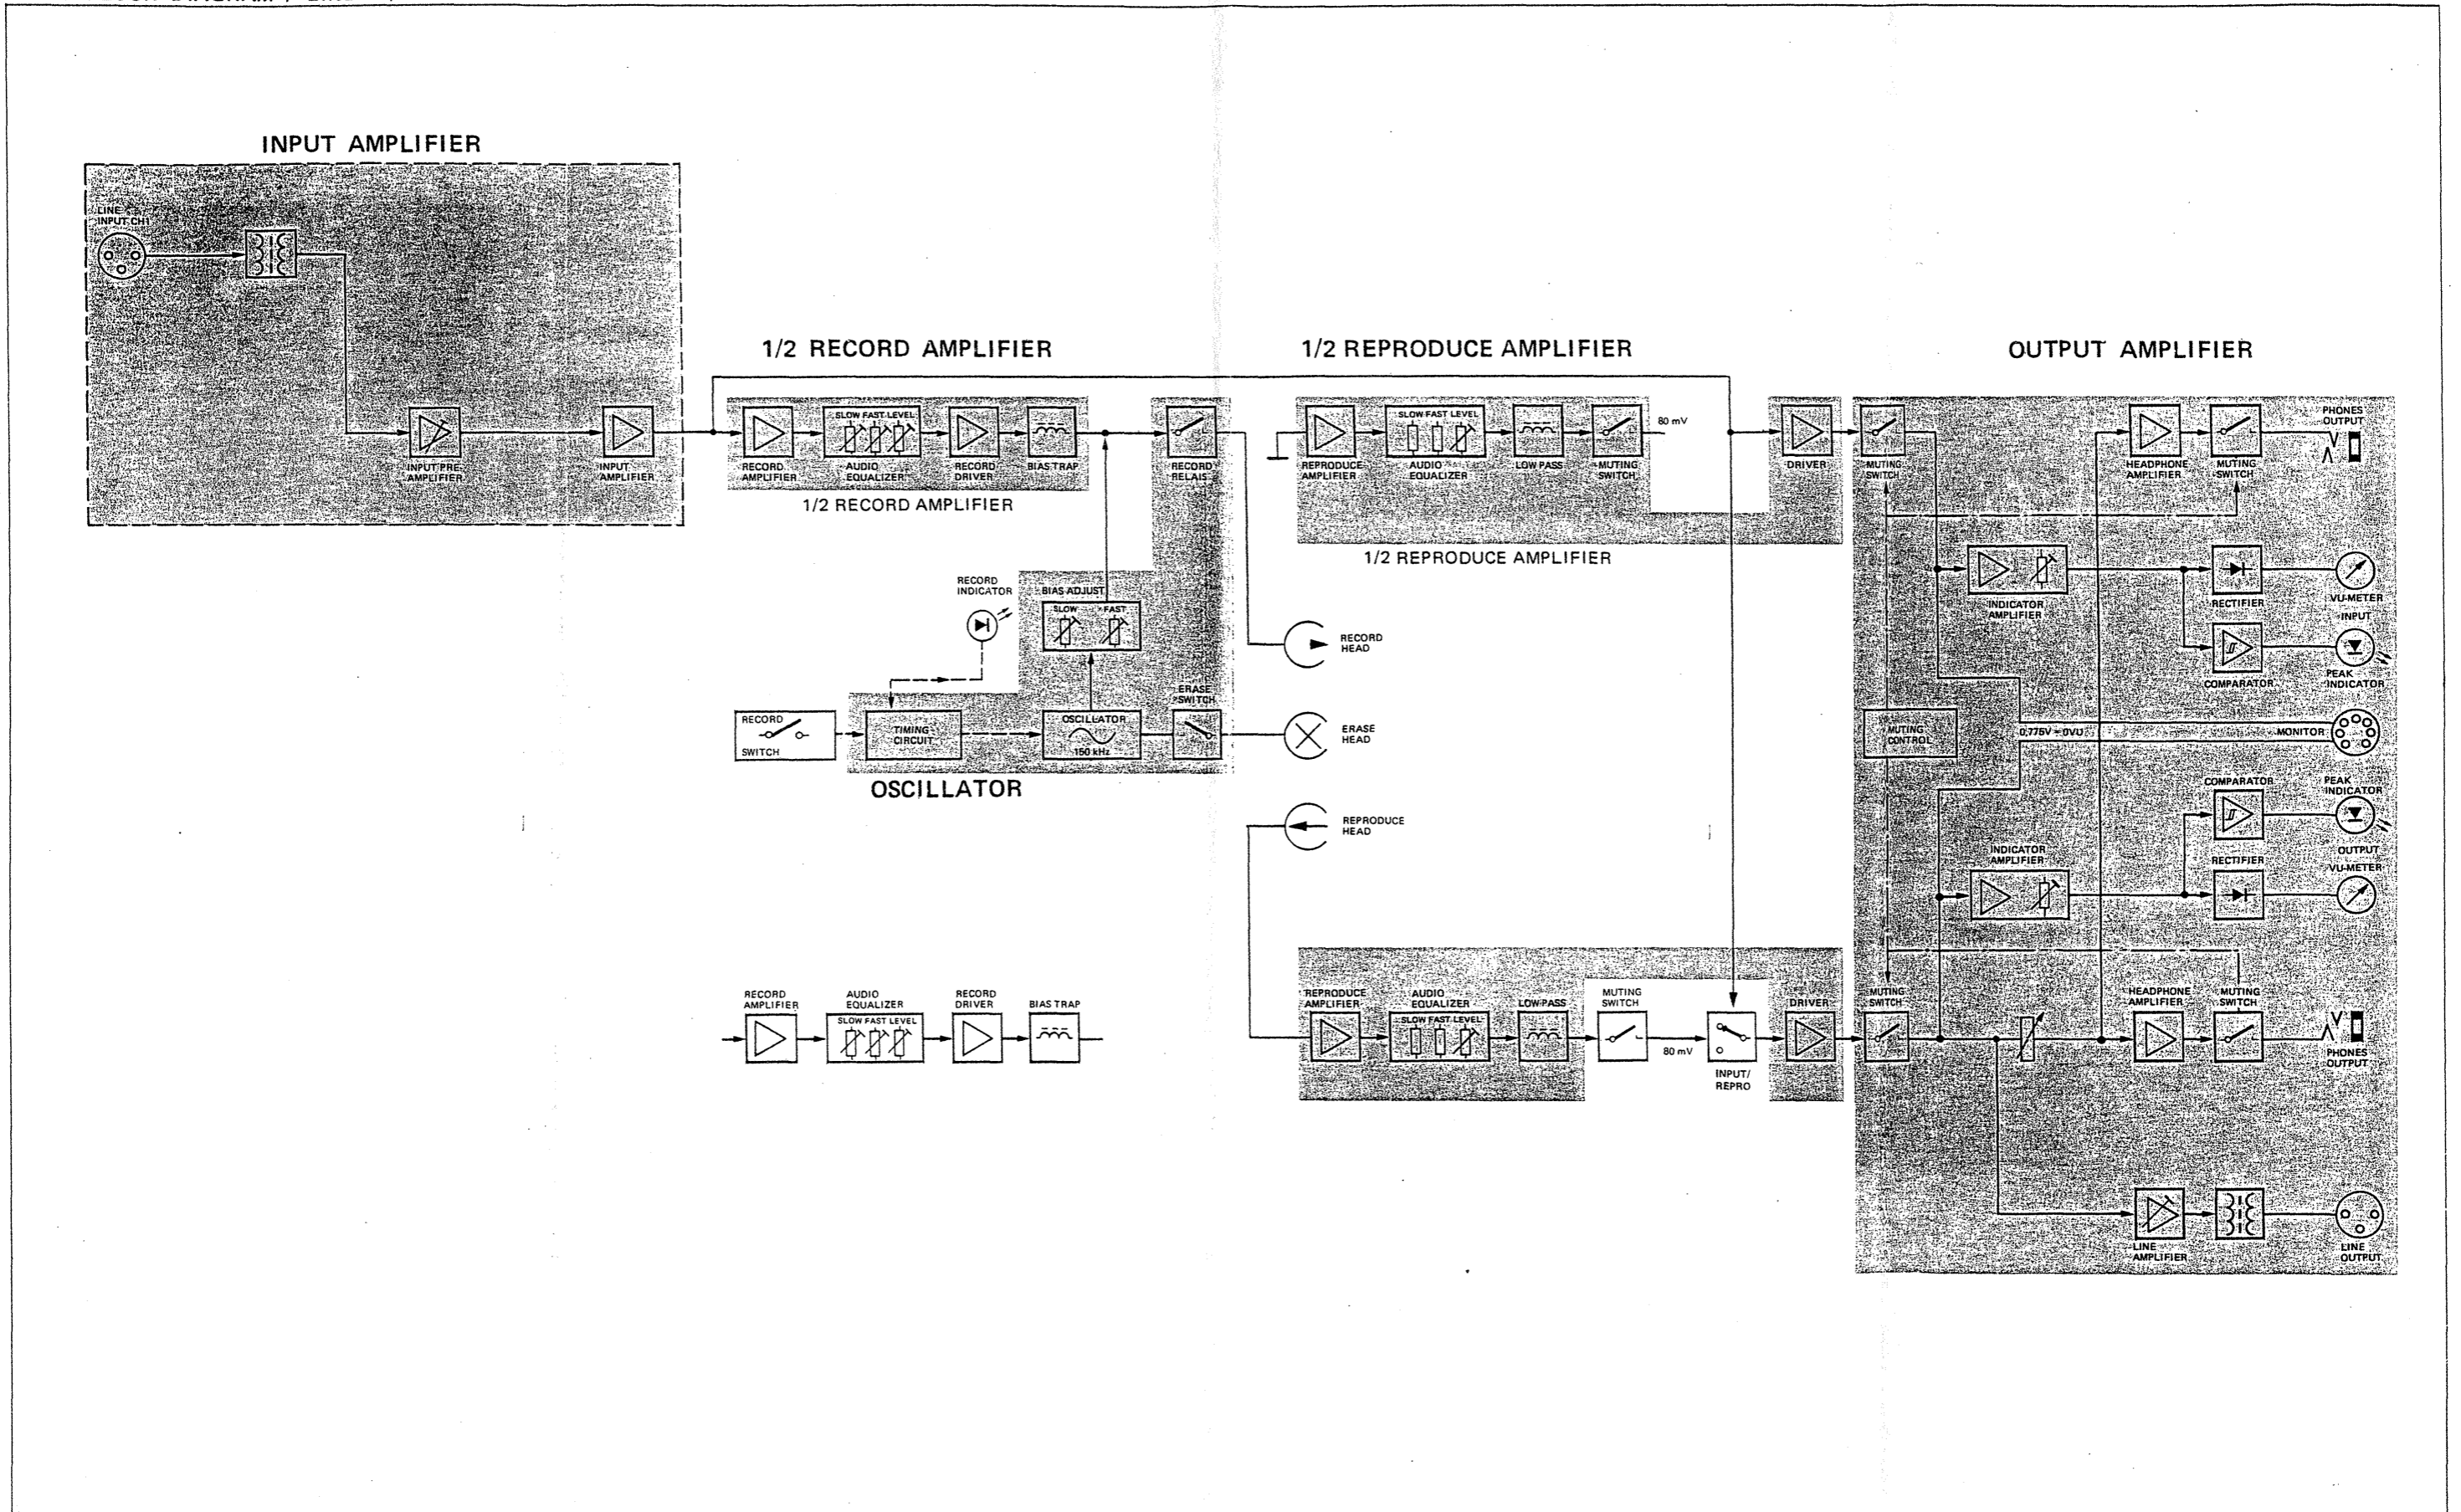 INPUT AMPLIFIER
LINE
INPUT CH1
INPUT PRE
AMPLIFIER
INPUT
AMPLIFIER
1/2 RECORD AMPLIFIER
RECORD
AMPLIFIER
SLOW FAST LEVEL
AUDIO
EQUALIZER
RECORD
DRIVER
BIAS TRAP
RECORD
RELAIS
1/2 RECORD AMPLIFIER
1/2 REPRODUCE AMPLIFIER
REPRODUCE
AMPLIFIER
SLOW FAST LEVEL
AUDIO
EQUALIZER
LOW PASS
MUTING
SWITCH
80 mV
DRIVER
1/2 REPRODUCE AMPLIFIER
OUTPUT AMPLIFIER
MUTING
SWITCH
HEADPHONE
AMPLIFIER
MUTING
SWITCH
PHONES
OUTPUT
INDICATOR
AMPLIFIER
RECTIFIER
VU-METER
INPUT
COMPARATOR
PEAK
INDICATOR
RECORD
INDICATOR
BIAS ADJUST
SLOW FAST
RECORD
HEAD
RECORD
SWITCH
TIMING
CIRCUIT
OSCILLATOR
150 kHz
ERASE
SWITCH
ERASE
HEAD
OSCILLATOR
MUTING
CONTROL
0,775V = 0VU
MONITOR
REPRODUCE
HEAD
COMPARATOR
PEAK
INDICATOR
OUTPUT
INDICATOR
AMPLIFIER
RECTIFIER
VU-METER
RECORD
AMPLIFIER
AUDIO
EQUALIZER
SLOW FAST LEVEL
RECORD
DRIVER
BIAS TRAP
REPRODUCE
AMPLIFIER
AUDIO
EQUALIZER
SLOW FAST LEVEL
LOW-PASS
MUTING
SWITCH
80 mV
INPUT/
REPRO
DRIVER
MUTING
SWITCH
HEADPHONE
AMPLIFIER
MUTING
SWITCH
PHONES
OUTPUT
LINE
AMPLIFIER
LINE
OUTPUT